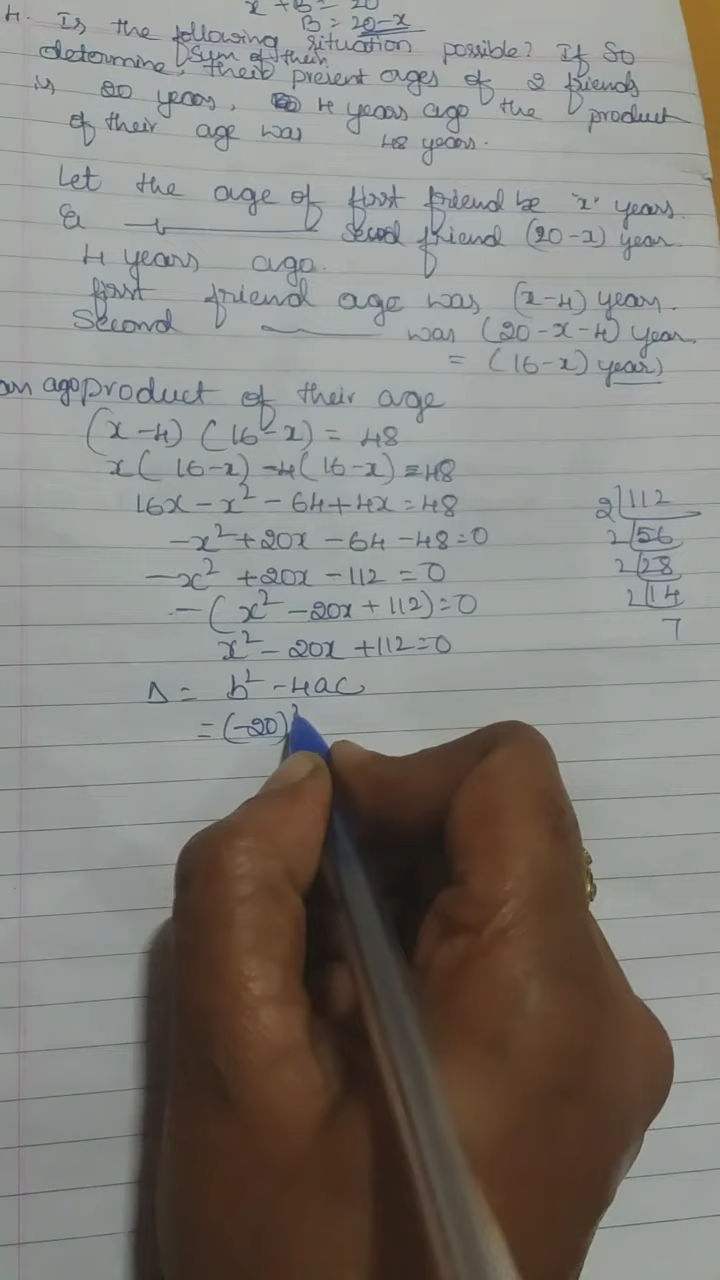 x + B = 20
B = 20-x
4. Is the following situation possible? If So
determine, their present ages of 2 friends
Sum of their
is 20 years, 4 years ago the product
of their age was 48 years.
Let the age of first friend be 'x' years.
& Second friend (20-x) year
4 years ago.
first friend age was (x-4) years.
Second was (20-x-4) year
= (16-x) years)
ago product of their age
(x-4) (16-x) = 48
x(16-x) -4(16-x) = 48
16x - x² - 64 + 4x = 48
-x² + 20x - 64 - 48 = 0
-x² + 20x - 112 = 0
-(x² - 20x + 112) = 0
x² - 20x + 112 = 0
Δ = b² - 4ac
= (-20)²
2 112
2 56
2 28
2 14
7